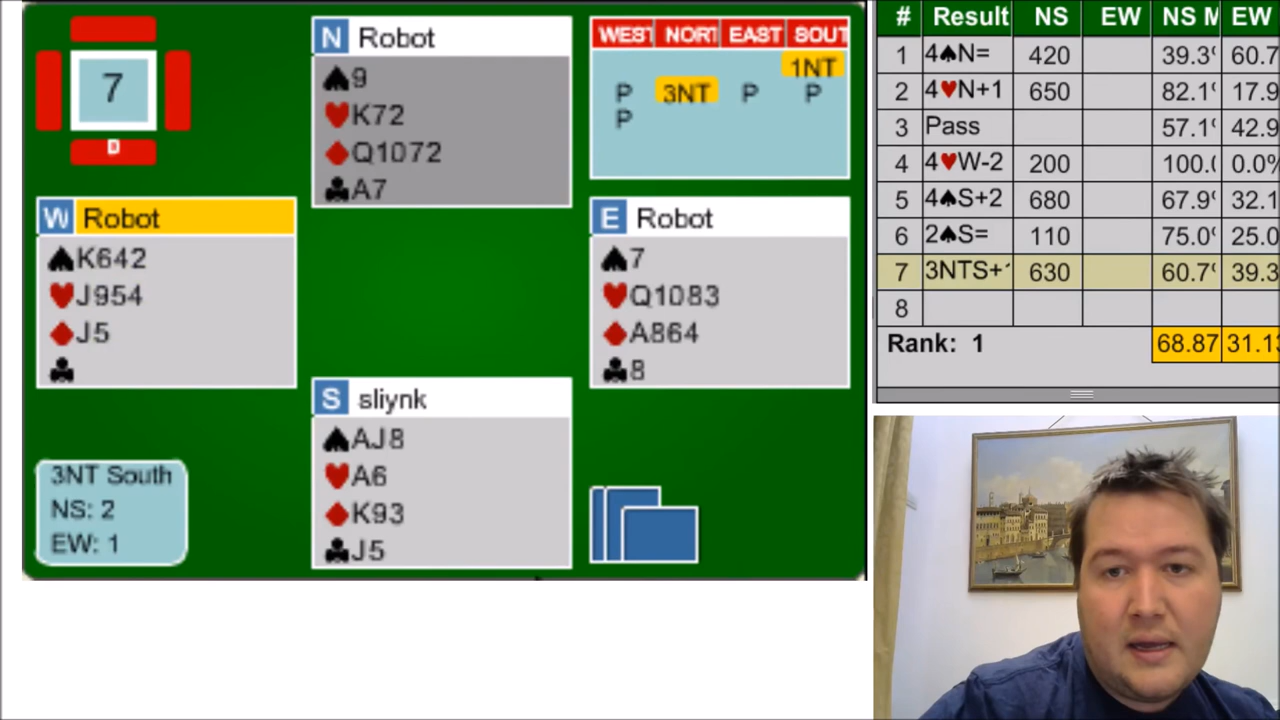 7
D
N Robot
♠9
♥K72
♦Q1072
♣A7
WEST NORT EAST SOUT
1NT
P 3NT P P
P
W Robot
♠K642
♥J954
♦J5
♣
E Robot
♠7
♥Q1083
♦A864
♣8
S sliynk
♠AJ8
♥A6
♦K93
♣J5
3NT South
NS: 2
EW: 1
# Result NS EW NS M EW
1 4♠N= 420 39.3% 60.7
2 4♥N+1 650 82.1% 17.9
3 Pass 57.1% 42.9
4 4♥W-2 200 100.0 0.0%
5 4♠S+2 680 67.9% 32.1
6 2♠S= 110 75.0% 25.0
7 3NTS+1 630 60.7% 39.3
8
Rank: 1 68.87 31.13